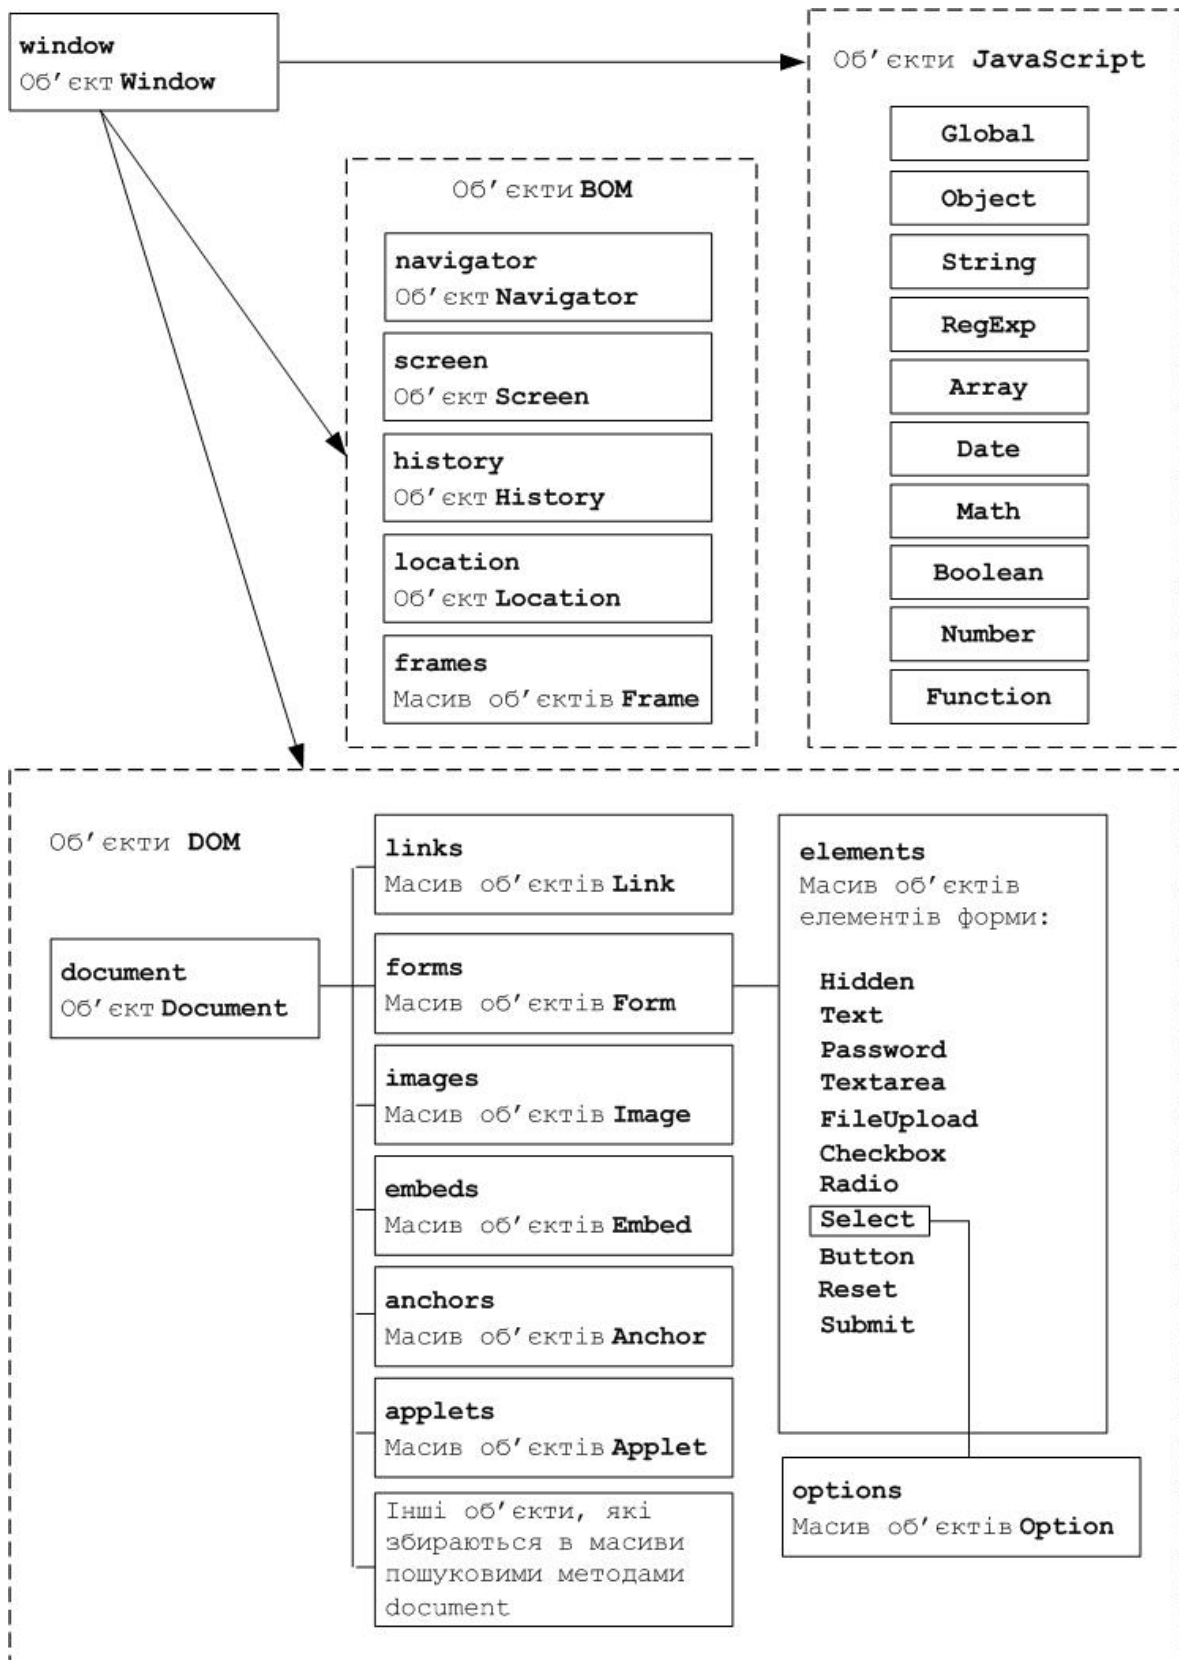 window
Об'єкт Window
Об'єкти JavaScript
Global
Object
String
RegExp
Array
Date
Math
Boolean
Number
Function
Об'єкти BOM
navigator
Об'єкт Navigator
screen
Об'єкт Screen
history
Об'єкт History
location
Об'єкт Location
frames
Масив об'єктів Frame
Об'єкти DOM
document
Об'єкт Document
links
Масив об'єктів Link
forms
Масив об'єктів Form
images
Масив об'єктів Image
embeds
Масив об'єктів Embed
anchors
Масив об'єктів Anchor
applets
Масив об'єктів Applet
Інші об'єкти, які
збираються в масиви
пошуковими методами
document
elements
Масив об'єктів
елементів форми:
Hidden
Text
Password
Textarea
FileUpload
Checkbox
Radio
Select
Button
Reset
Submit
options
Масив об'єктів Option